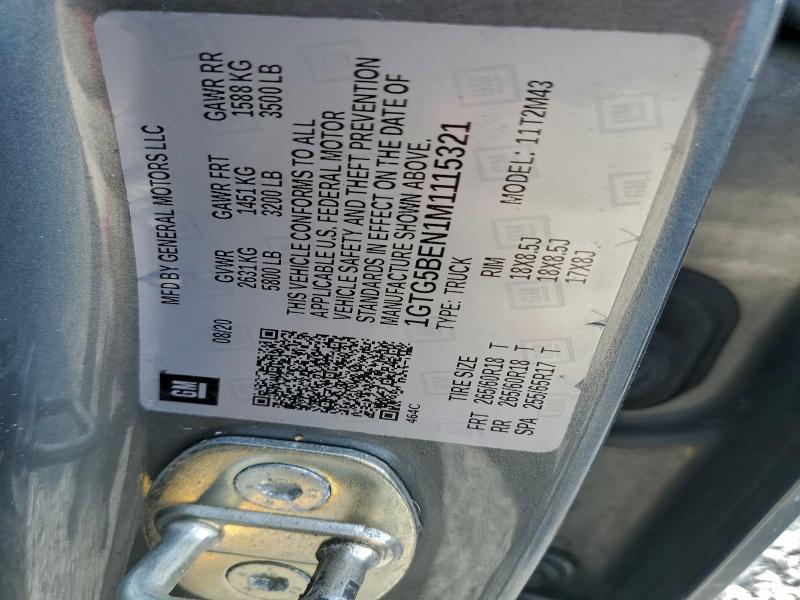 GM
08/20 MFD BY GENERAL MOTORS LLC
GVWR GAWR FRT GAWR RR
2631 KG 1451 KG 1588 KG
5800 LB 3200 LB 3500 LB
THIS VEHICLE CONFORMS TO ALL
APPLICABLE U.S. FEDERAL MOTOR
VEHICLE SAFETY AND THEFT PREVENTION
STANDARDS IN EFFECT ON THE DATE OF
MANUFACTURE SHOWN ABOVE.
1GTG5BEN1M1115321
464C TYPE: TRUCK MODEL: 11T2M43
TIRE SIZE RIM
FRT 265/60R18 T 18X8.5J
RR 265/60R18 T 18X8.5J
SPA 255/65R17 T 17X8J